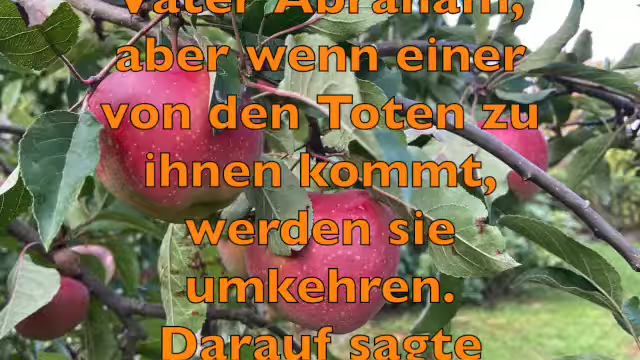 Vater Abraham,
aber wenn einer
von den Toten zu
ihnen kommt,
werden sie
umkehren.
Darauf sagte